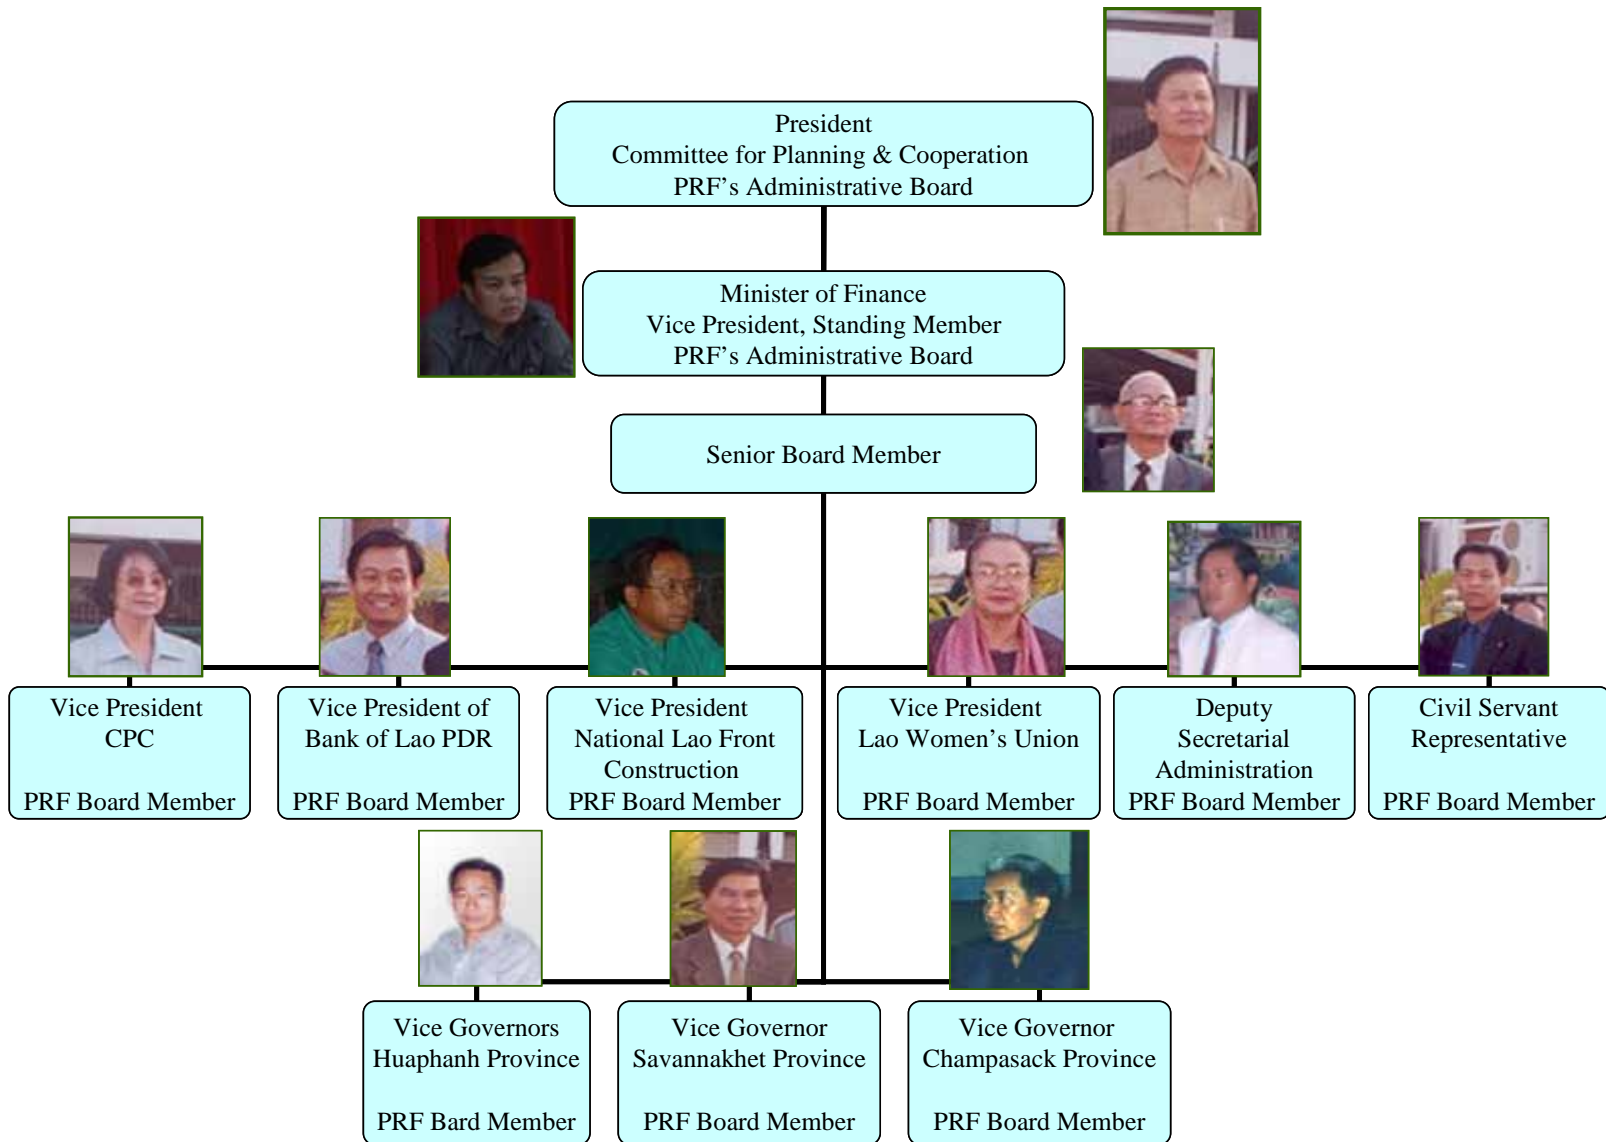 President
Committee for Planning & Cooperation
PRF’s Administrative Board
Minister of Finance
Vice President, Standing Member
PRF’s Administrative Board
Senior Board Member
Vice President
CPC
PRF Board Member
Vice President of
Bank of Lao PDR
PRF Board Member
Vice President
National Lao Front
Construction
PRF Board Member
Vice President
Lao Women’s Union
PRF Board Member
Deputy
Secretarial
Administration
PRF Board Member
Civil Servant
Representative
PRF Board Member
Vice Governors
Huaphanh Province
PRF Bard Member
Vice Governor
Savannakhet Province
PRF Board Member
Vice Governor
Champasack Province
PRF Board Member